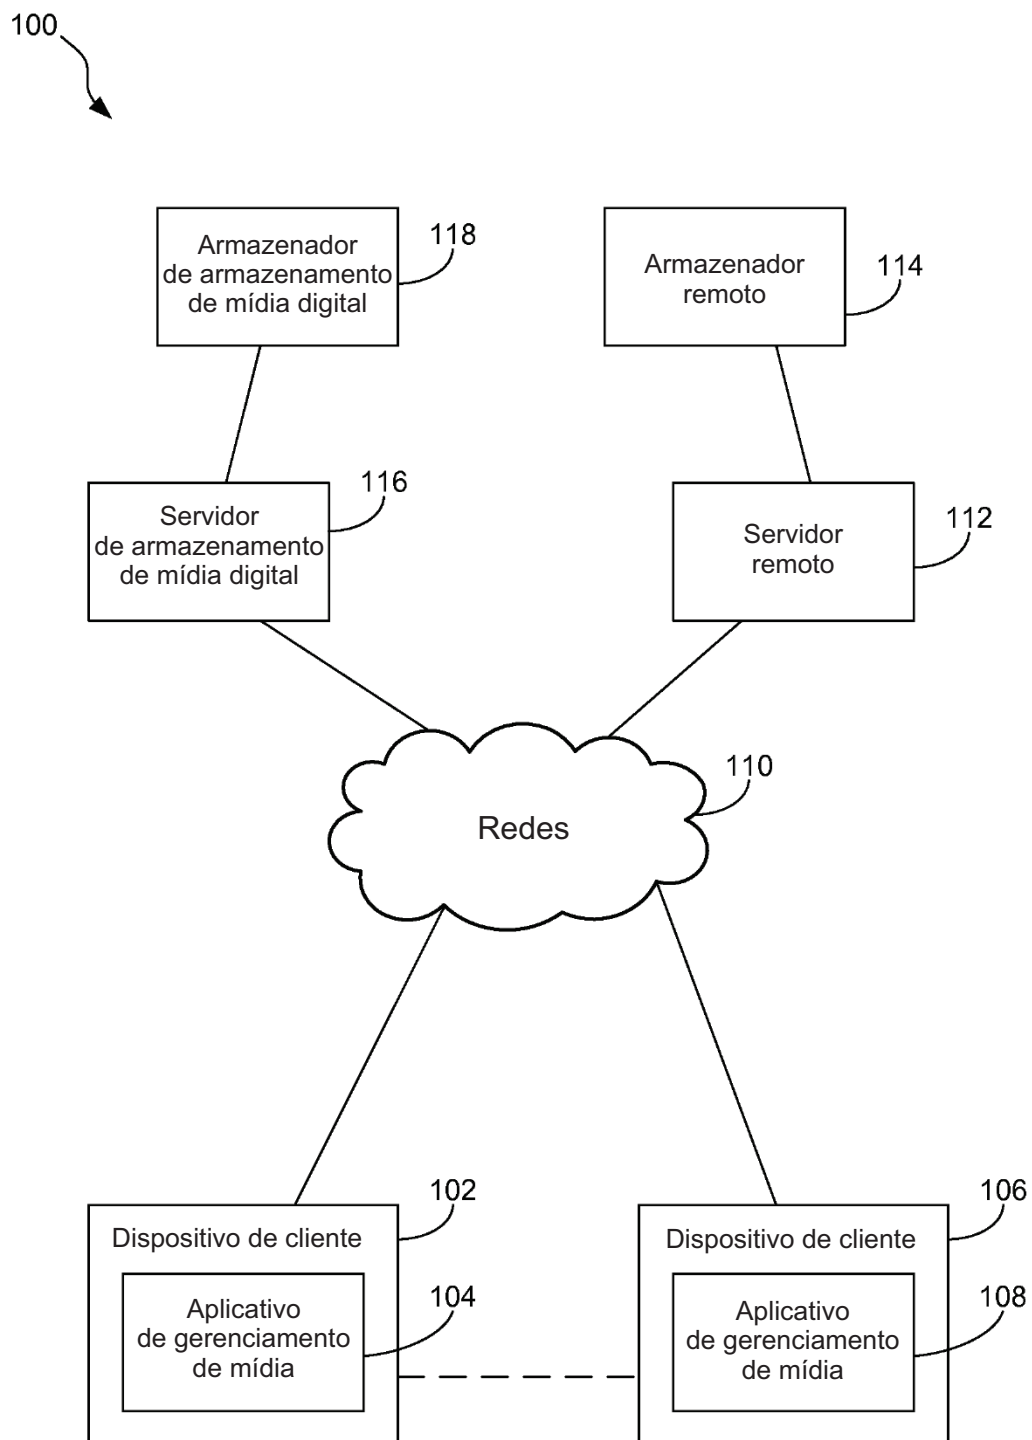 100
Armazenador
de armazenamento
de mídia digital
118
Armazenador
remoto
114
Servidor
de armazenamento
de mídia digital
116
Servidor
remoto
112
Redes
110
Dispositivo de cliente
102
Aplicativo
de gerenciamento
de mídia
104
Dispositivo de cliente
106
Aplicativo
de gerenciamento
de mídia
108